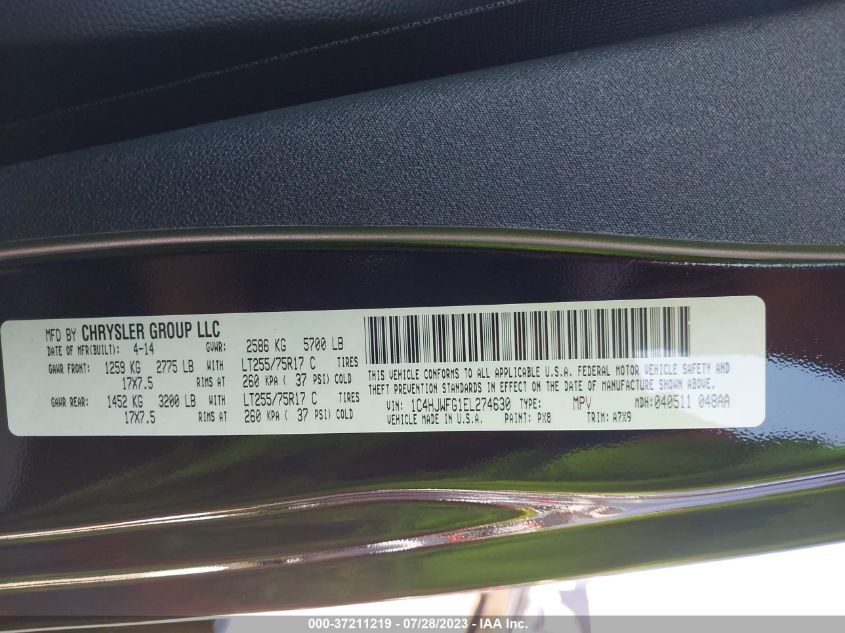 MFD BY CHRYSLER GROUP LLC
DATE OF MFR(BUILT): 4-14 GVWR: 2586 KG 5700 LB
GAWR FRONT: 1259 KG 2775 LB WITH LT255/75R17 C TIRES
17X7.5 RIMS AT 260 KPA ( 37 PSI) COLD
GAWR REAR: 1452 KG 3200 LB WITH LT255/75R17 C TIRES
17X7.5 RIMS AT 260 KPA ( 37 PSI) COLD
THIS VEHICLE CONFORMS TO ALL APPLICABLE U.S.A. FEDERAL MOTOR VEHICLE SAFETY AND
THEFT PREVENTION STANDARDS IN EFFECT ON THE DATE OF MANUFACTURE SHOWN ABOVE.
VIN: 1C4HJWFG1EL274630 TYPE: MPV MDH: 040511 048AA
VEHICLE MADE IN U.S.A. PAINT: PX8 TRIM: A7X9
000-37211219 - 07/28/2023 - IAA Inc.